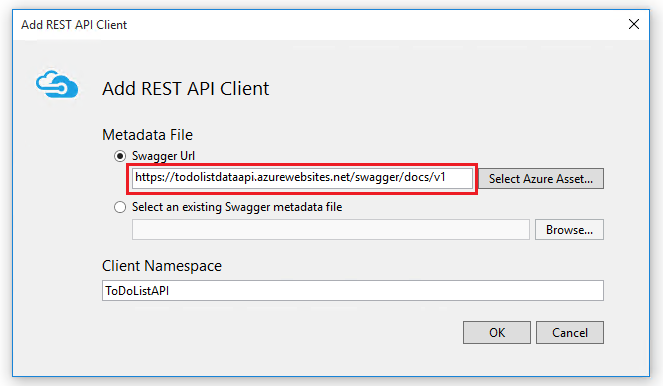 Add REST API Client
Add REST API Client
Metadata File
Swagger Url
https://todolistdataapi.azurewebsites.net/swagger/docs/v1
Select Azure Asset...
Select an existing Swagger metadata file
Browse...
Client Namespace
ToDoListAPI
OK
Cancel